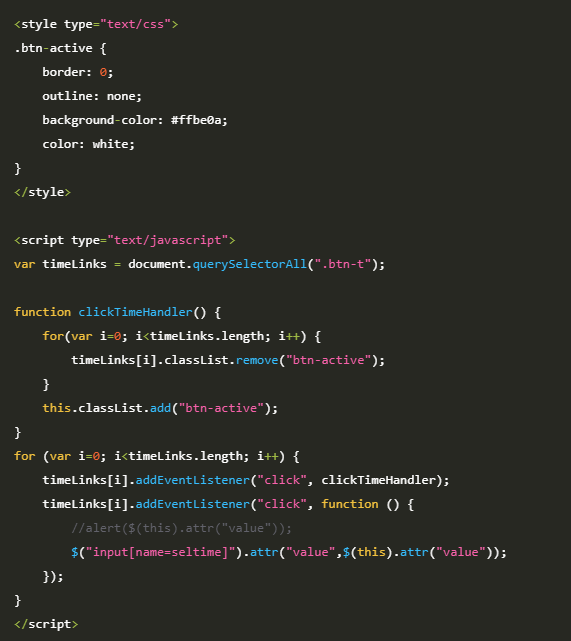 <style type="text/css">
.btn-active {
    border: 0;
    outline: none;
    background-color: #ffbe0a;
    color: white;
}
</style>

<script type="text/javascript">
var timeLinks = document.querySelectorAll(".btn-t");

function clickTimeHandler() {
    for(var i=0; i<timeLinks.length; i++) {
        timeLinks[i].classList.remove("btn-active");
    }
    this.classList.add("btn-active");
}
for (var i=0; i<timeLinks.length; i++) {
    timeLinks[i].addEventListener("click", clickTimeHandler);
    timeLinks[i].addEventListener("click", function () {
        //alert($(this).attr("value"));
        $("input[name=seltime]").attr("value",$(this).attr("value"));
    });
}
</script>